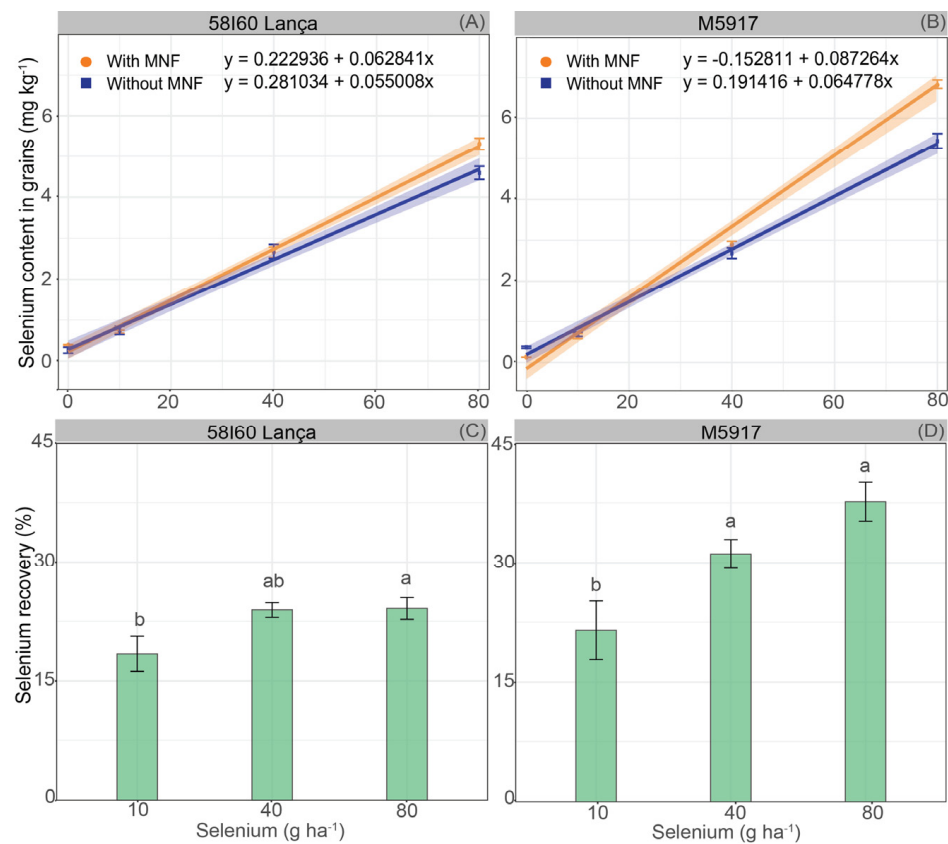 58I60 Lança (A)
M5917 (B)
With MNF y = 0.222936 + 0.062841x
Without MNF y = 0.281034 + 0.055008x
With MNF y = -0.152811 + 0.087264x
Without MNF y = 0.191416 + 0.064778x
Selenium content in grains (mg kg⁻¹)
6
4
2
0
6
4
2
0
0 20 40 60 80
0 20 40 60 80
58I60 Lança (C)
M5917 (D)
Selenium recovery (%)
45
30
15
0
45
30
15
0
b ab a
b a a
10 40 80
10 40 80
Selenium (g ha⁻¹)
Selenium (g ha⁻¹)